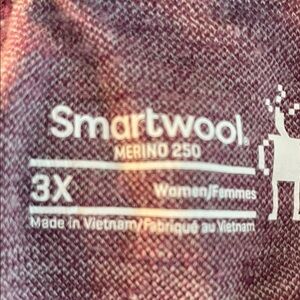 Smartwool
MERINO 250
3X Women/Femmes
Made in Vietnam/Fabriqué au Vietnam